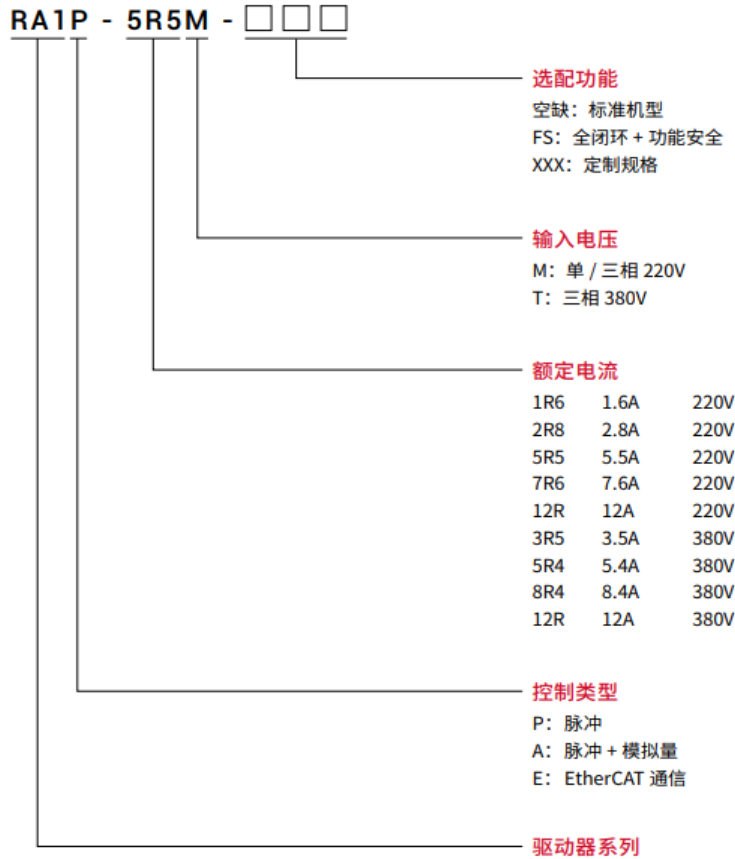 RA1P - 5R5M - □□□
选配功能
空缺：标准机型
FS：全闭环 + 功能安全
XXX：定制规格
输入电压
M：单 / 三相 220V
T：三相 380V
额定电流
1R6 1.6A 220V
2R8 2.8A 220V
5R5 5.5A 220V
7R6 7.6A 220V
12R 12A 220V
3R5 3.5A 380V
5R4 5.4A 380V
8R4 8.4A 380V
12R 12A 380V
控制类型
P：脉冲
A：脉冲 + 模拟量
E：EtherCAT 通信
驱动器系列